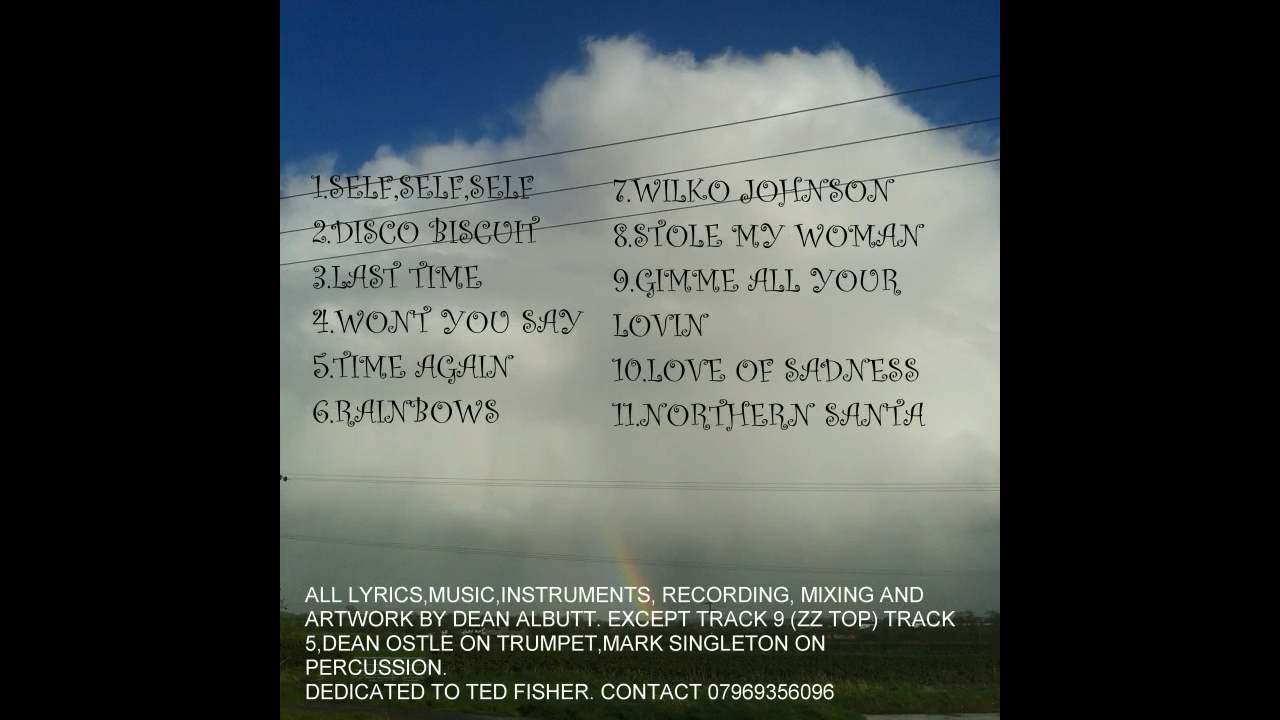 1.SELF,SELF,SELF
2.DISCO BISCUIT
3.LAST TIME
4.WONT YOU SAY
5.TIME AGAIN
6.RAINBOWS
7.WILKO JOHNSON
8.STOLE MY WOMAN
9.GIMME ALL YOUR
LOVIN
10.LOVE OF SADNESS
11.NORTHERN SANTA
ALL LYRICS,MUSIC,INSTRUMENTS, RECORDING, MIXING AND
ARTWORK BY DEAN ALBUTT. EXCEPT TRACK 9 (ZZ TOP) TRACK
5,DEAN OSTLE ON TRUMPET,MARK SINGLETON ON
PERCUSSION.
DEDICATED TO TED FISHER. CONTACT 07969356096